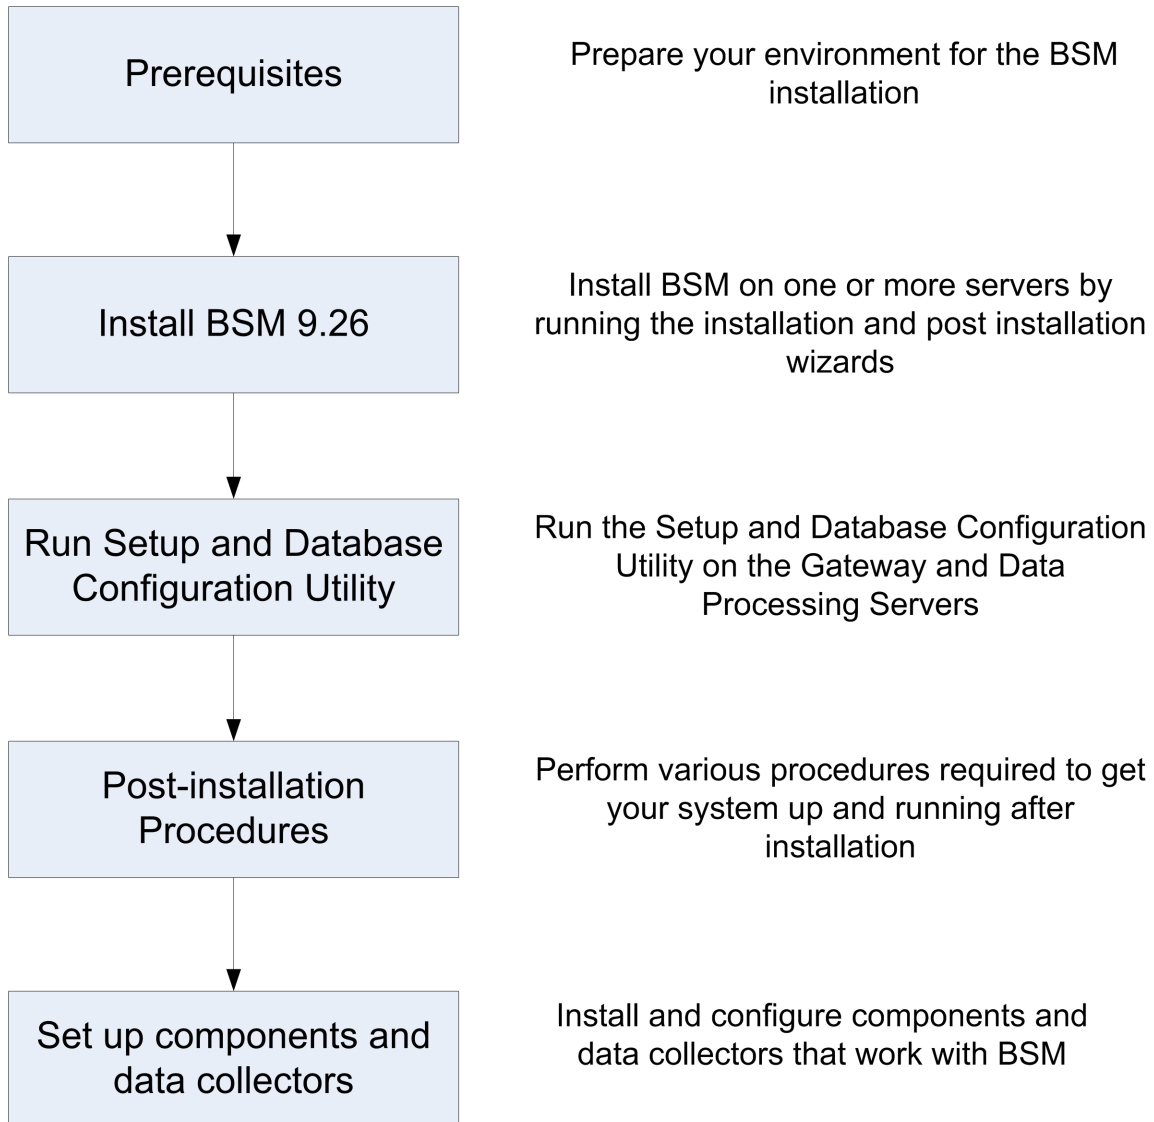 Prerequisites
Prepare your environment for the BSM
installation
Install BSM 9.26
Install BSM on one or more servers by
running the installation and post installation
wizards
Run Setup and Database
Configuration Utility
Run the Setup and Database Configuration
Utility on the Gateway and Data
Processing Servers
Post-installation
Procedures
Perform various procedures required to get
your system up and running after
installation
Set up components and
data collectors
Install and configure components and
data collectors that work with BSM